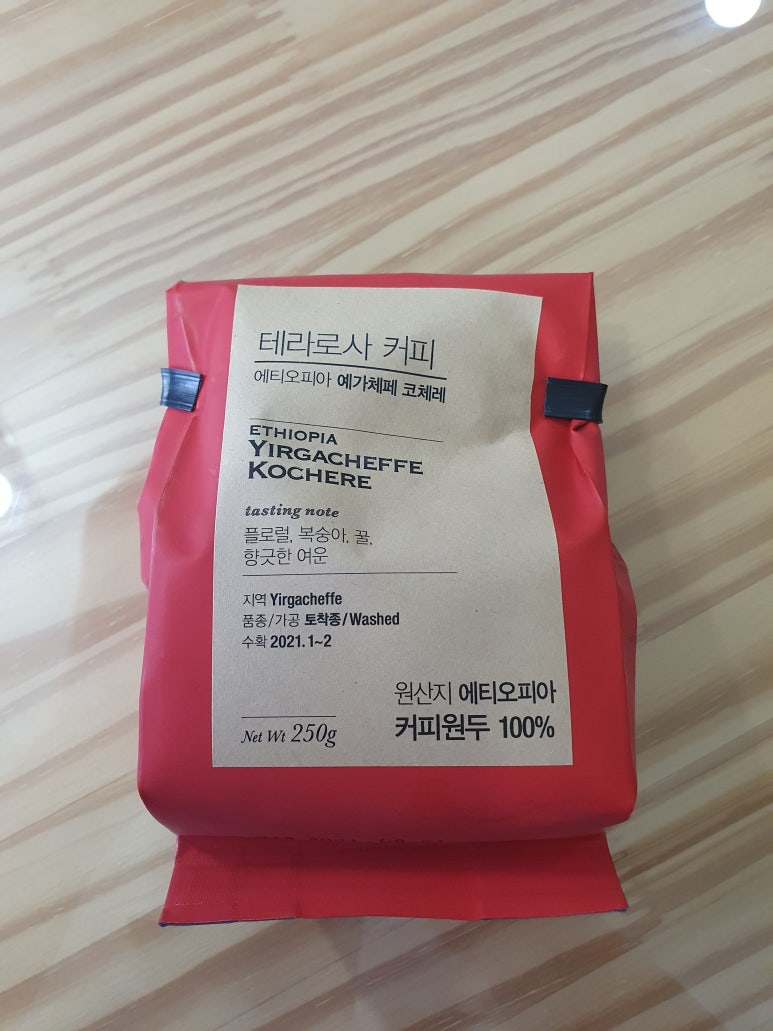 테라로사 커피
에티오피아 예가체페 코체레
ETHIOPIA
YIRGACHEFFE
KOCHERE
tasting note
플로럴, 복숭아, 꿀,
향긋한 여운
지역 Yirgacheffe
품종/가공 토착종/Washed
수확 2021. 1~2
원산지 에티오피아
커피원두 100%
Net Wt 250g